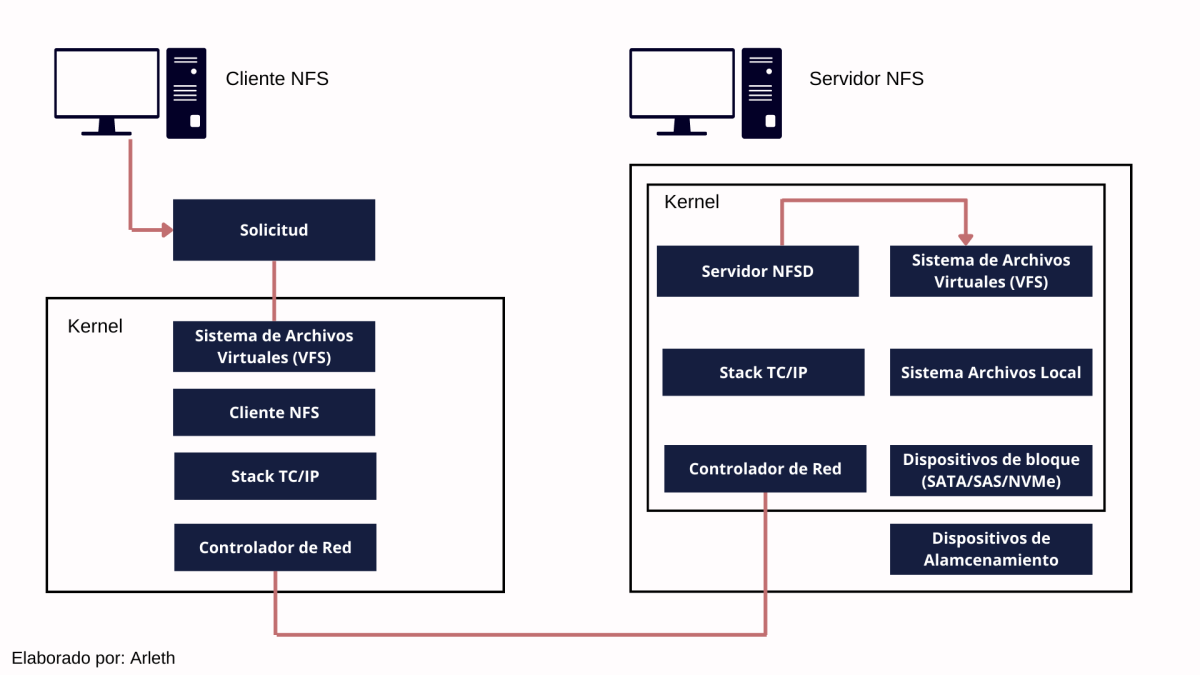 Cliente NFS
Solicitud
Kernel
Sistema de Archivos
Virtuales (VFS)
Cliente NFS
Stack TC/IP
Controlador de Red
Servidor NFS
Kernel
Servidor NFSD
Stack TC/IP
Controlador de Red
Sistema de Archivos
Virtuales (VFS)
Sistema Archivos Local
Dispositivos de bloque
(SATA/SAS/NVMe)
Dispositivos de
Alamcenamiento
Elaborado por: Arleth